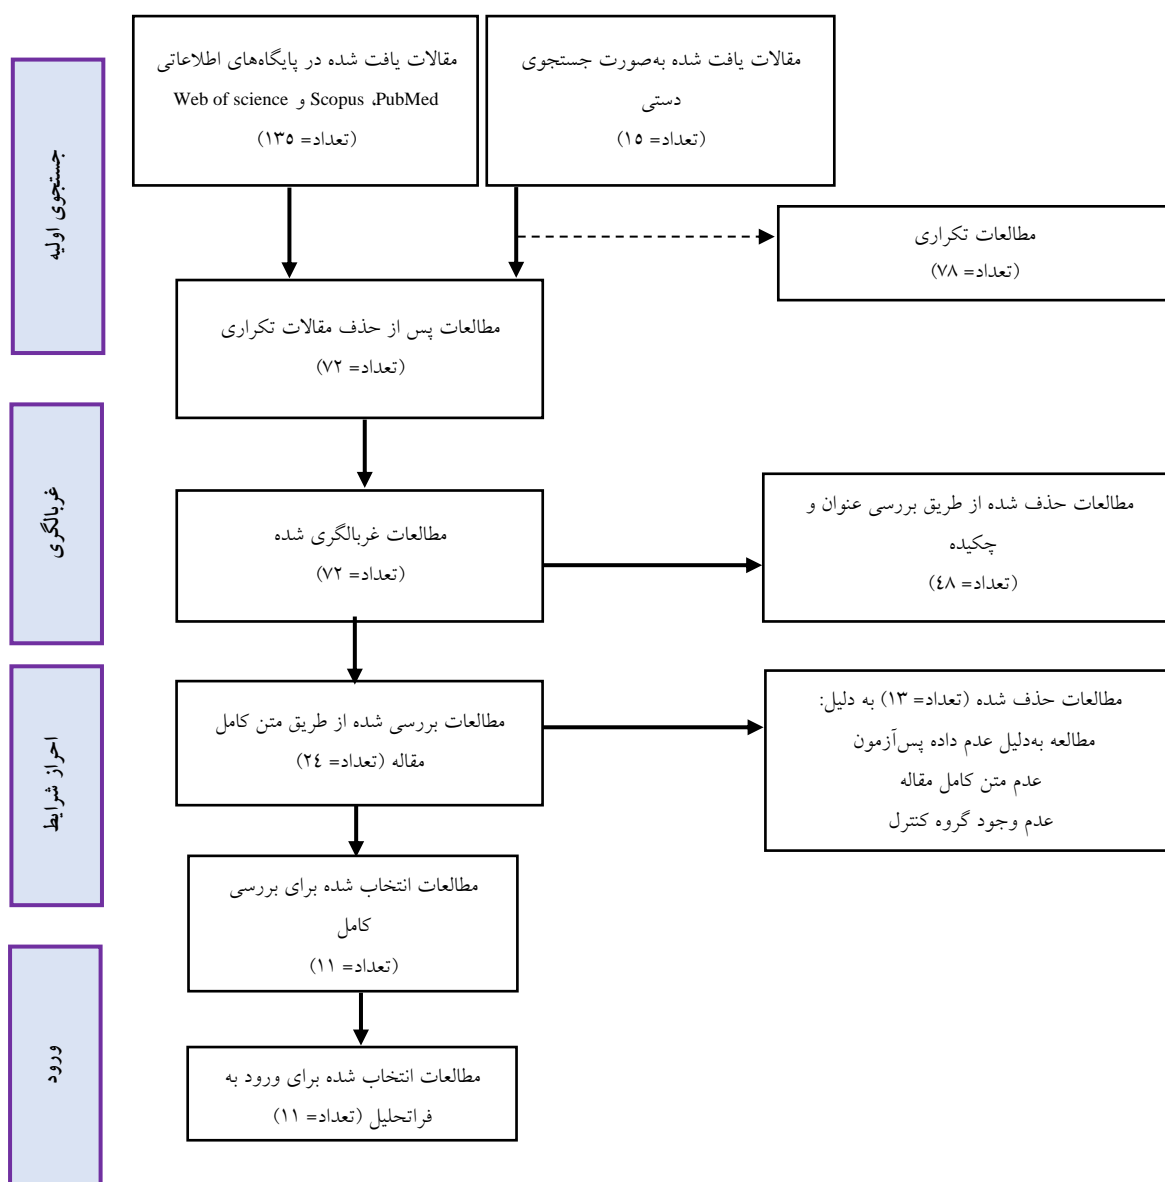 مقالات یافت شده در پایگاه‌های اطلاعاتی
Web of science و Scopus ،PubMed
(تعداد= ۱۳۵)
مقالات یافت شده به‌صورت جستجوی
دستی
(تعداد= ۱۵)
جستجوی اولیه
مطالعات تکراری
(تعداد= ۷۸)
مطالعات پس از حذف مقالات تکراری
(تعداد= ۷۲)
غربالگری
مطالعات غربالگری شده
(تعداد= ۷۲)
مطالعات حذف شده از طریق بررسی عنوان و
چکیده
(تعداد= ٤۸)
احراز شرایط
مطالعات بررسی شده از طریق متن کامل
مقاله (تعداد= ۲٤)
مطالعات حذف شده (تعداد= ۱۳) به دلیل:
مطالعه به‌دلیل عدم داده پس‌آزمون
عدم متن کامل مقاله
عدم وجود گروه کنترل
مطالعات انتخاب شده برای بررسی
کامل
(تعداد= ۱۱)
ورود
مطالعات انتخاب شده برای ورود به
فراتحلیل (تعداد= ۱۱)